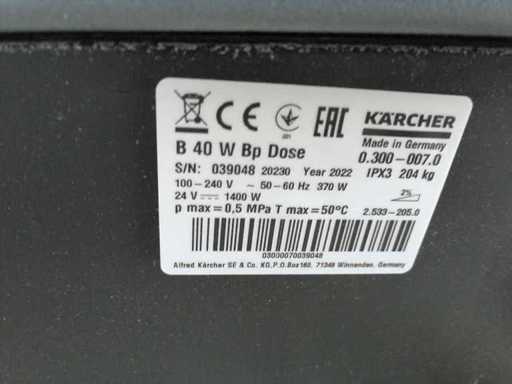 CE
EAC
KÄRCHER
Made in Germany
B 40 W Bp Dose
0.300-007.0
S/N: 039048 20230 Year 2022 IPX3 204 kg
100-240 V ~ 50-60 Hz 370 W
24 V ⎓ 1400 W
2%
p max=0,5 MPa T max=50°C
2.533-205.0
03000070039048
Alfred Kärcher SE & Co. KG, P.O.Box 160, 71349 Winnenden, Germany